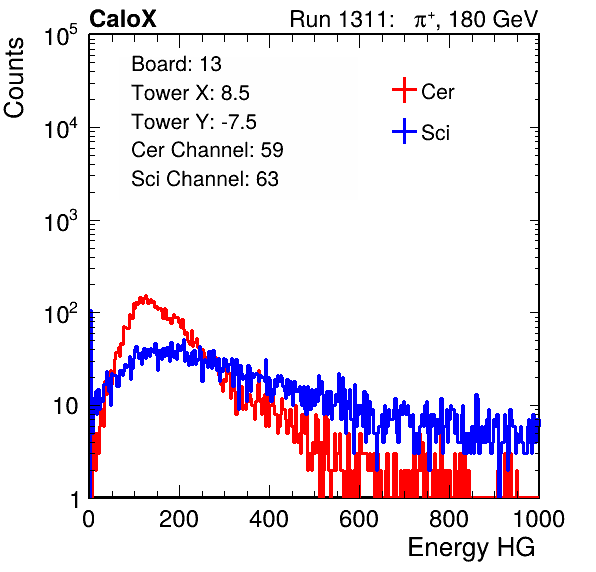 CaloX Run 1311: π⁺, 180 GeV
Counts
10⁵
10⁴
10³
10²
10
1
Board: 13
Tower X: 8.5
Tower Y: -7.5
Cer Channel: 59
Sci Channel: 63
Cer
Sci
0 200 400 600 800 1000
Energy HG